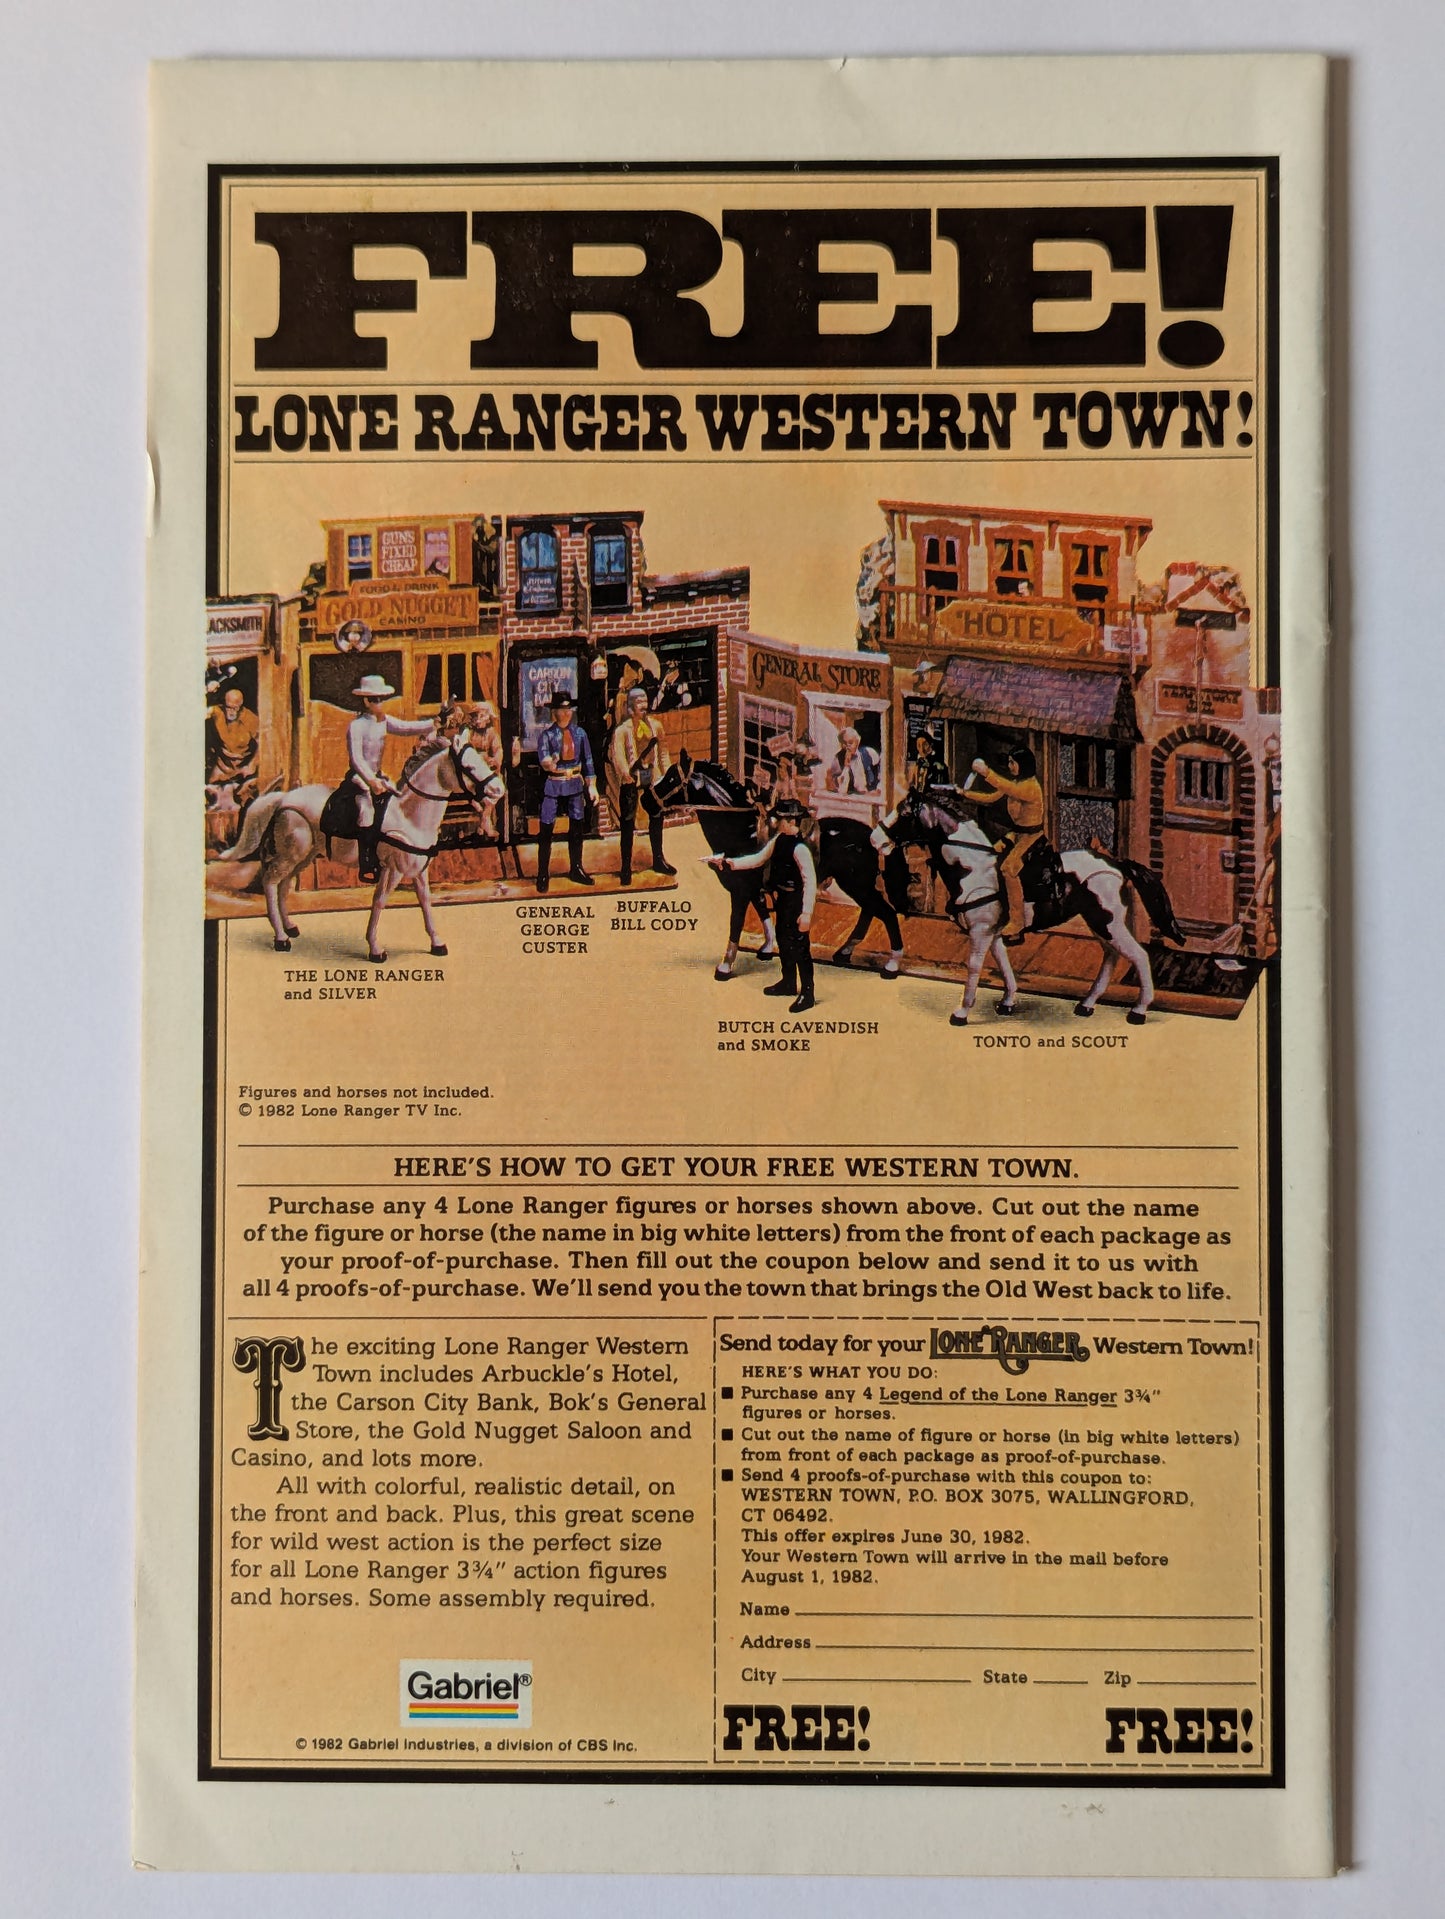 FREE!
LONE RANGER WESTERN TOWN!
GUNS
FIXED
CHEAP
FOOD & DRINK
GOLD NUGGET
CASINO
ACKSMITH
CARSON
CITY
HOTEL
GENERAL STORE
THE LONE RANGER
and SILVER
GENERAL
GEORGE
CUSTER
BUFFALO
BILL CODY
BUTCH CAVENDISH
and SMOKE
TONTO and SCOUT
Figures and horses not included.
© 1982 Lone Ranger TV Inc.
HERE'S HOW TO GET YOUR FREE WESTERN TOWN.
Purchase any 4 Lone Ranger figures or horses shown above. Cut out the name
of the figure or horse (the name in big white letters) from the front of each package as
your proof-of-purchase. Then fill out the coupon below and send it to us with
all 4 proofs-of-purchase. We'll send you the town that brings the Old West back to life.
The exciting Lone Ranger Western
Town includes Arbuckle's Hotel,
the Carson City Bank, Bok's General
Store, the Gold Nugget Saloon and
Casino, and lots more.
All with colorful, realistic detail, on
the front and back. Plus, this great scene
for wild west action is the perfect size
for all Lone Ranger 3¾" action figures
and horses. Some assembly required.
Gabriel®
© 1982 Gabriel Industries, a division of CBS Inc.
Send today for your LONE RANGER Western Town!
HERE'S WHAT YOU DO:
■ Purchase any 4 Legend of the Lone Ranger 3¾"
figures or horses.
■ Cut out the name of figure or horse (in big white letters)
from front of each package as proof-of-purchase.
■ Send 4 proofs-of-purchase with this coupon to:
WESTERN TOWN, P.O. BOX 3075, WALLINGFORD,
CT 06492.
This offer expires June 30, 1982.
Your Western Town will arrive in the mail before
August 1, 1982.
Name
Address
City State Zip
FREE! FREE!